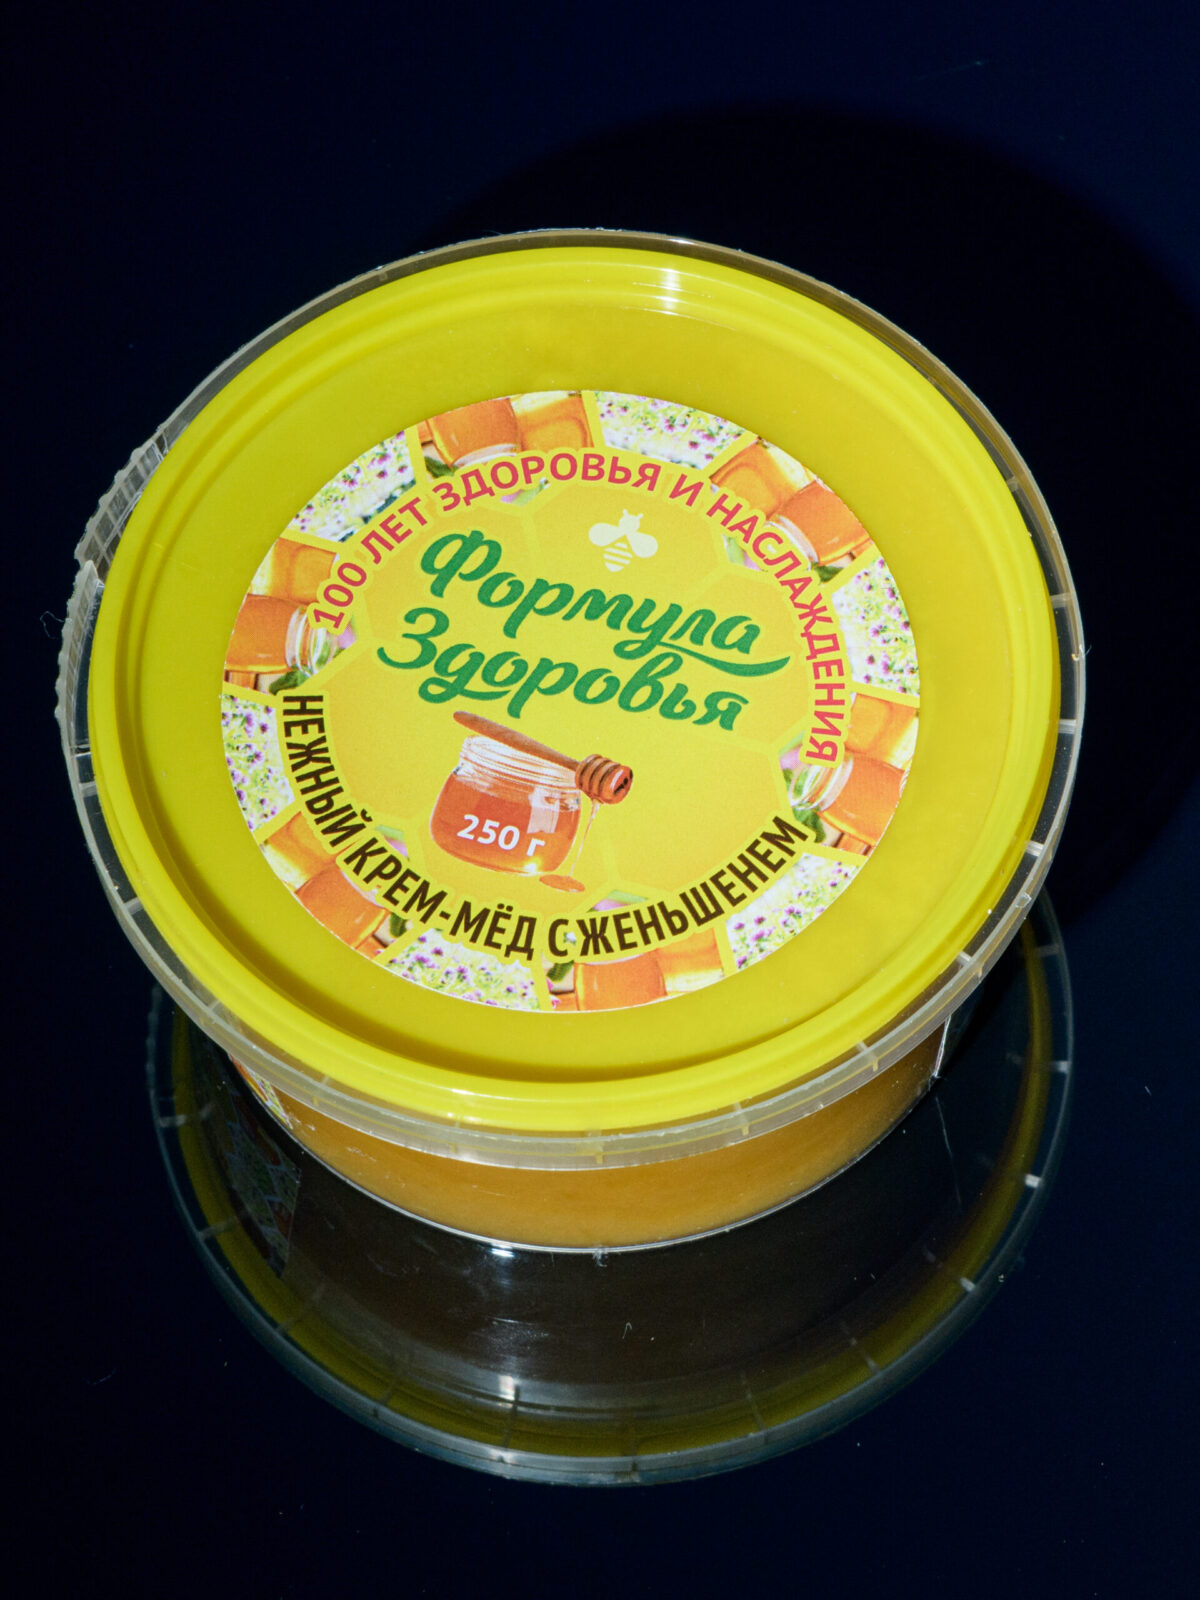 100 ЛЕТ ЗДОРОВЬЯ И НАСЛАЖДЕНИЯ
Формула
Здоровья
250 г
НЕЖНЫЙ КРЕМ-МЁД С ЖЕНЬШЕНЕМ